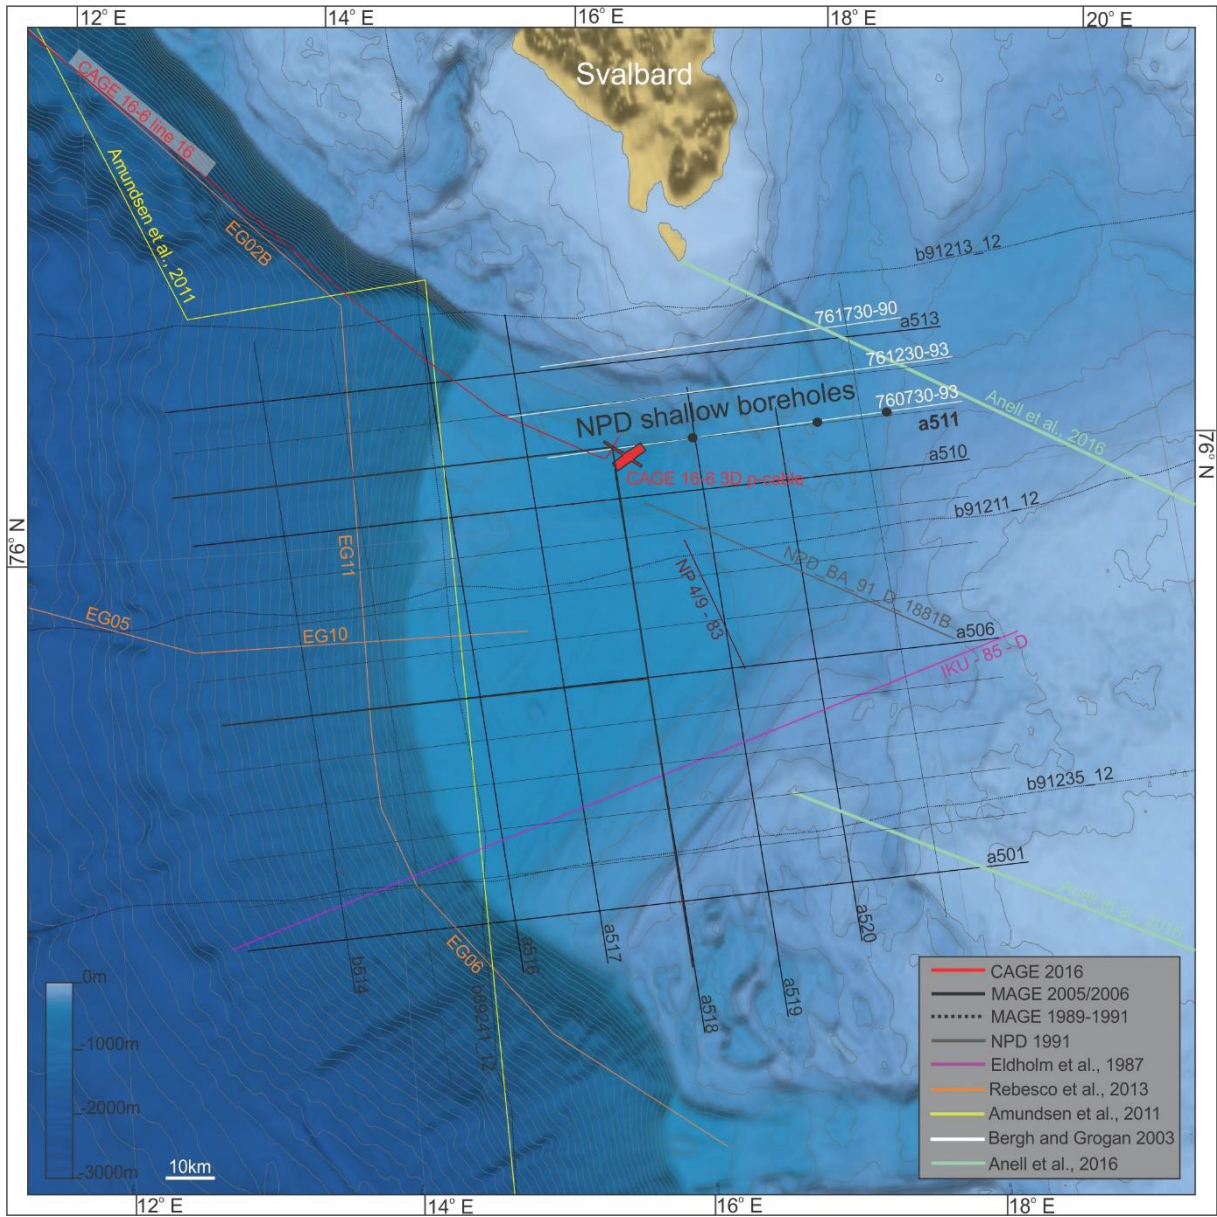 12° E
14° E
16° E
18° E
20° E
Svalbard
CAGE 16-6 line 16
Amundsen et al., 2011
EG02B
b91213_12
761730-90
a513
761230-93
760730-93
NPD shallow boreholes
a511
Anell et al., 2016
a510
CAGE 16-6 3D p-cable
76° N
76° N
b91211_12
EG11
NPD_BA_91_D_1881B
NP 4/9 - 83
EG05
EG10
a506
IKU - 85 - D
b91235_12
a501
Anell et al., 2016
EG06
b514
a516
a517
a520
b89241_12
a518
a519
0m
-1000m
-2000m
-3000m
10km
CAGE 2016
MAGE 2005/2006
MAGE 1989-1991
NPD 1991
Eldholm et al., 1987
Rebesco et al., 2013
Amundsen et al., 2011
Bergh and Grogan 2003
Anell et al., 2016
12° E
14° E
16° E
18° E